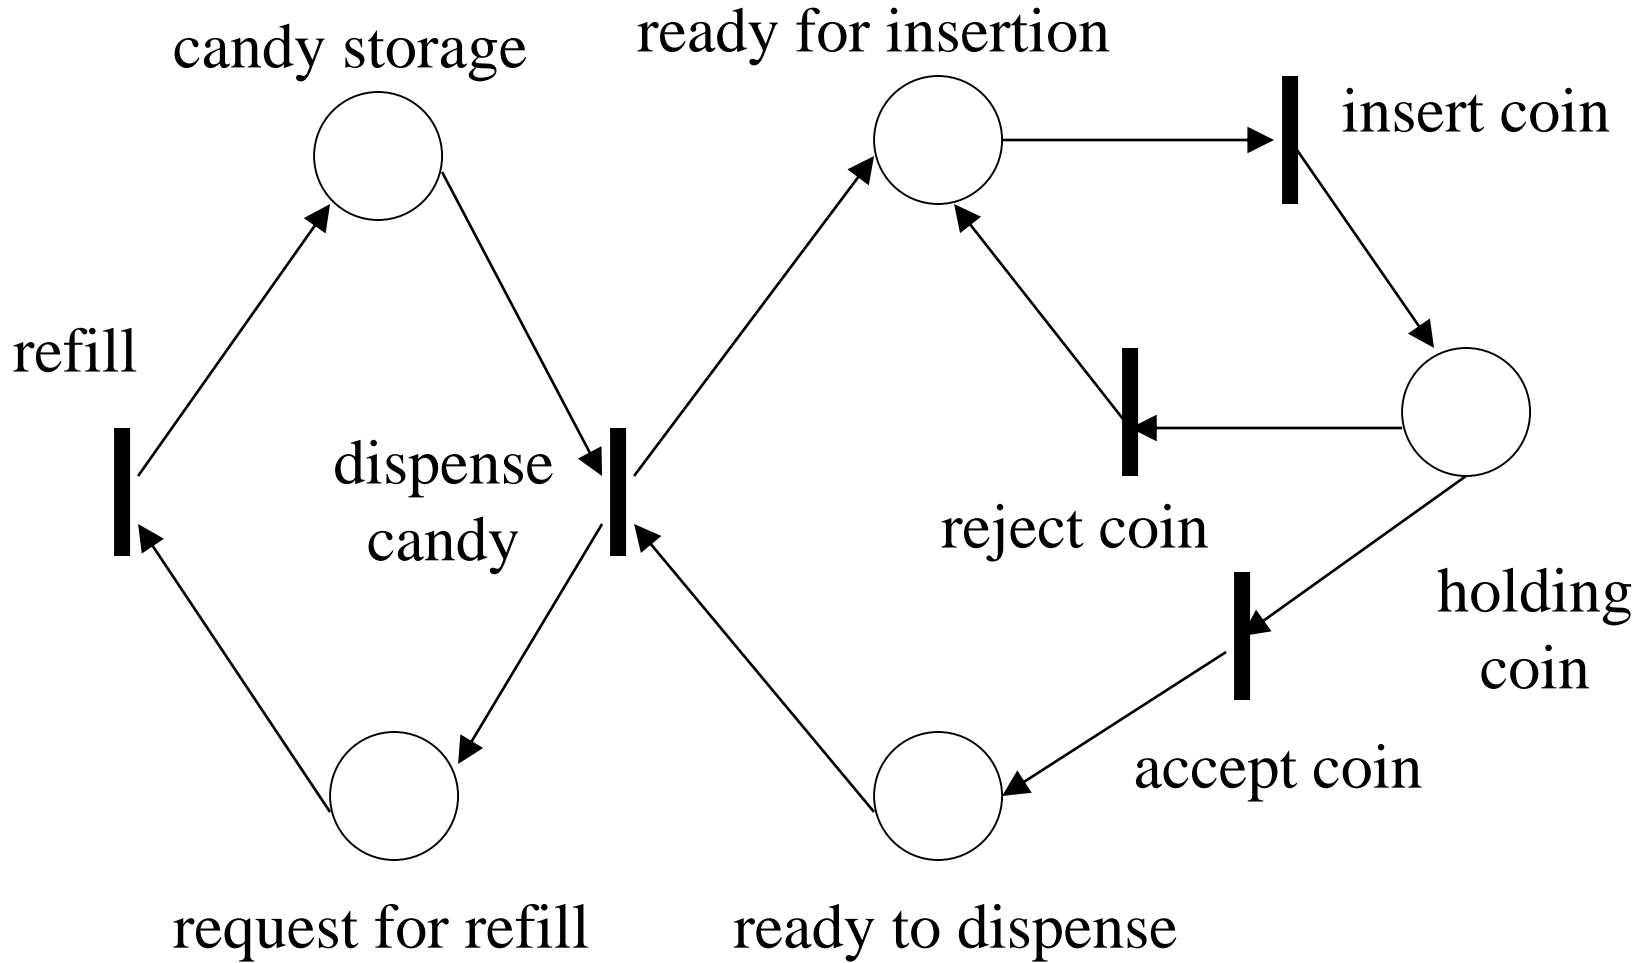 candy storage
ready for insertion
insert coin
refill
dispense
candy
reject coin
holding
coin
accept coin
request for refill
ready to dispense